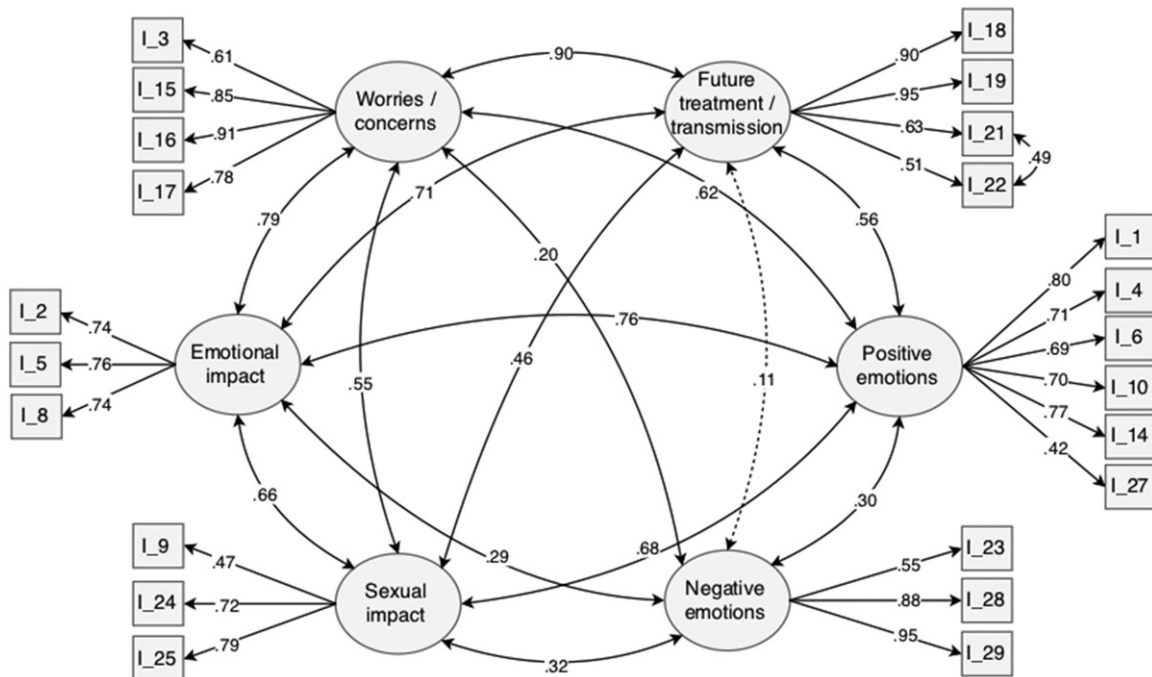 I_3
.61
I_15
.85
I_16
.91
I_17
.78
Worries /
concerns
.90
Future
treatment /
transmission
I_18
.90
I_19
.95
I_21
.63
I_22
.51
.49
.79
.71
.62
.56
.20
I_2
.74
I_5
.76
I_8
.74
Emotional
impact
.76
.55
.46
.11
Positive
emotions
I_1
.80
I_4
.71
I_6
.69
I_10
.70
I_14
.77
I_27
.42
.66
.29
.68
.30
I_9
.47
I_24
.72
I_25
.79
Sexual
impact
.32
Negative
emotions
I_23
.55
I_28
.88
I_29
.95